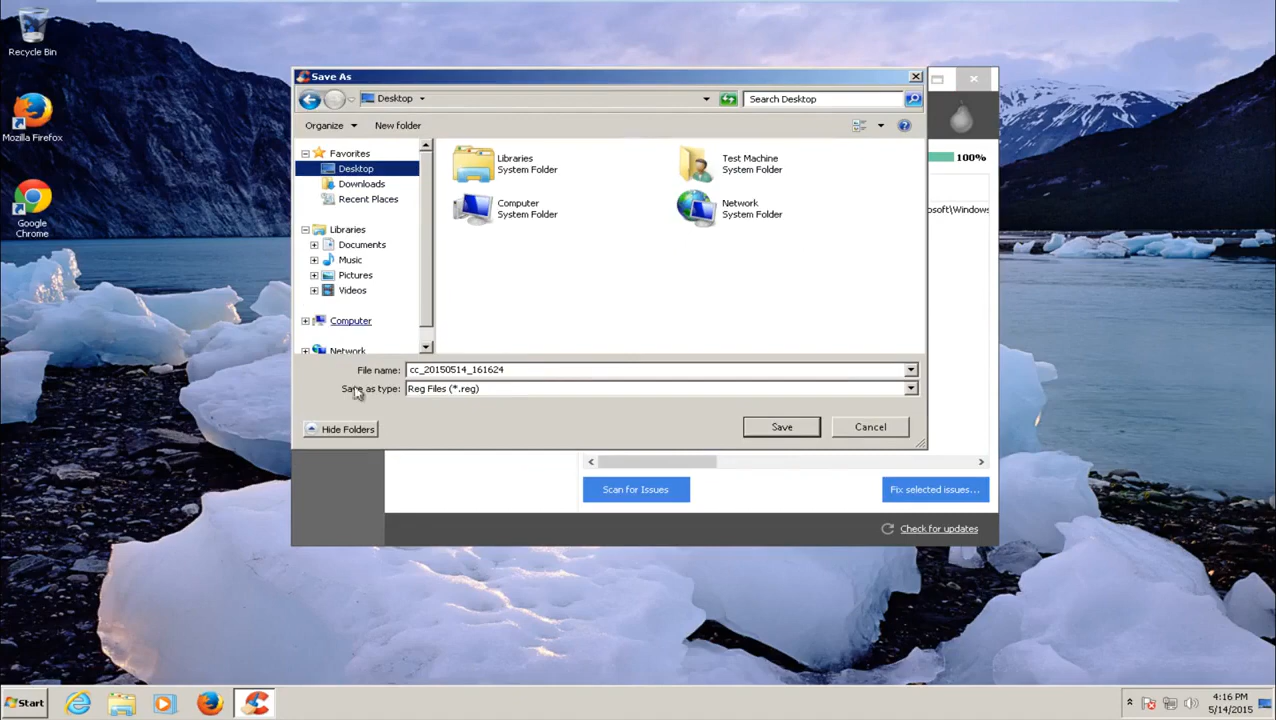 Recycle Bin
Mozilla Firefox
Google
Chrome
Save As
Desktop
Search Desktop
Organize
New folder
Favorites
Desktop
Downloads
Recent Places
Libraries
Documents
Music
Pictures
Videos
Computer
Network
Libraries
System Folder
Test Machine
System Folder
Computer
System Folder
Network
System Folder
100%
osoft\Windows
File name:
cc_20150514_161624
Save as type:
Reg Files (*.reg)
Hide Folders
Save
Cancel
Scan for Issues
Fix selected issues...
Check for updates
Start
4:16 PM
5/14/2015